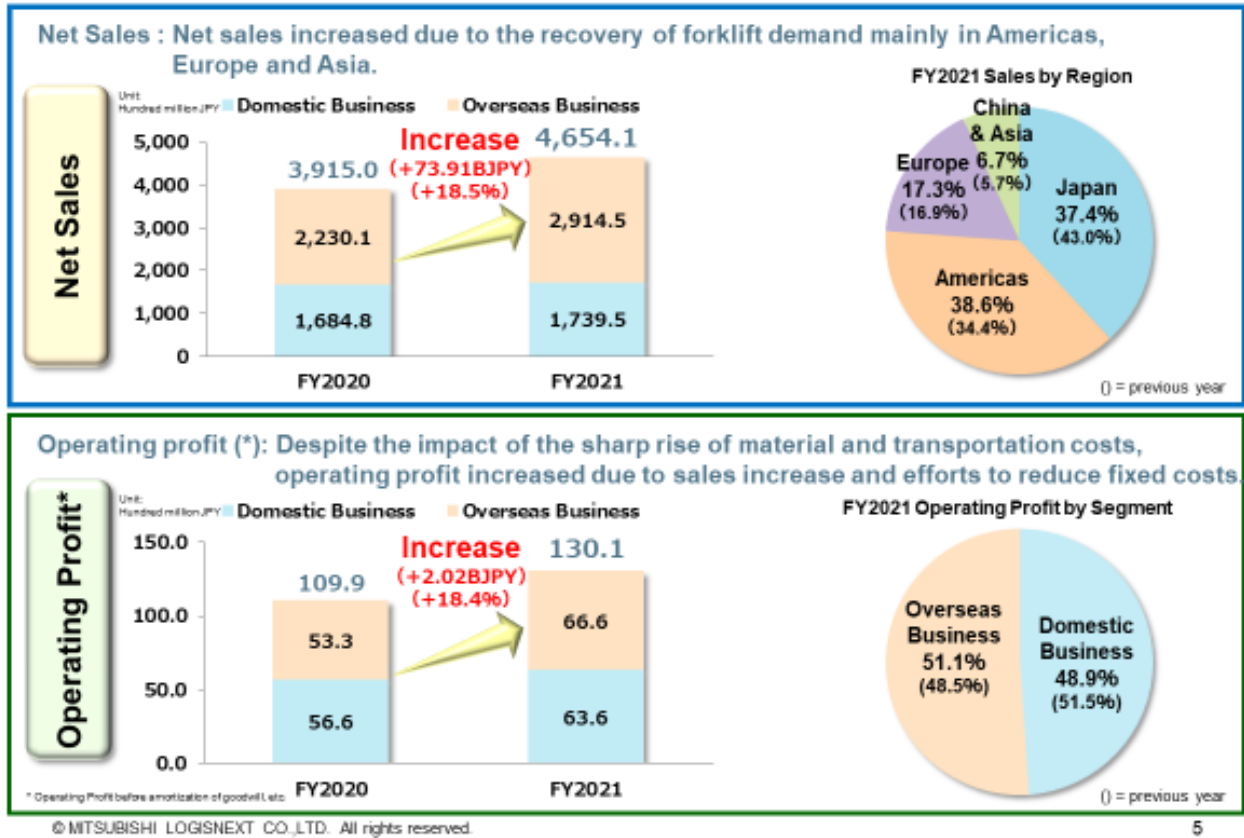 Net Sales : Net sales increased due to the recovery of forklift demand mainly in Americas,
Europe and Asia.
Net Sales
Unit:
Hundred million JPY
Domestic Business
Overseas Business
5,000
4,000
3,000
2,000
1,000
0
3,915.0
2,230.1
1,684.8
FY2020
Increase
(+73.91BJPY)
(+18.5%)
4,654.1
2,914.5
1,739.5
FY2021
FY2021 Sales by Region
China
& Asia
6.7%
(5.7%)
Europe
17.3%
(16.9%)
Japan
37.4%
(43.0%)
Americas
38.6%
(34.4%)
() = previous year
Operating profit (*): Despite the impact of the sharp rise of material and transportation costs,
operating profit increased due to sales increase and efforts to reduce fixed costs.
Operating Profit*
Unit:
Hundred million JPY
Domestic Business
Overseas Business
150.0
100.0
50.0
0.0
109.9
53.3
56.6
FY2020
Increase
(+2.02BJPY)
(+18.4%)
130.1
66.6
63.6
FY2021
FY2021 Operating Profit by Segment
Overseas
Business
51.1%
(48.5%)
Domestic
Business
48.9%
(51.5%)
* Operating Profit before amortization of goodwill, etc.
() = previous year
© MITSUBISHI LOGISNEXT CO.,LTD. All rights reserved.
5